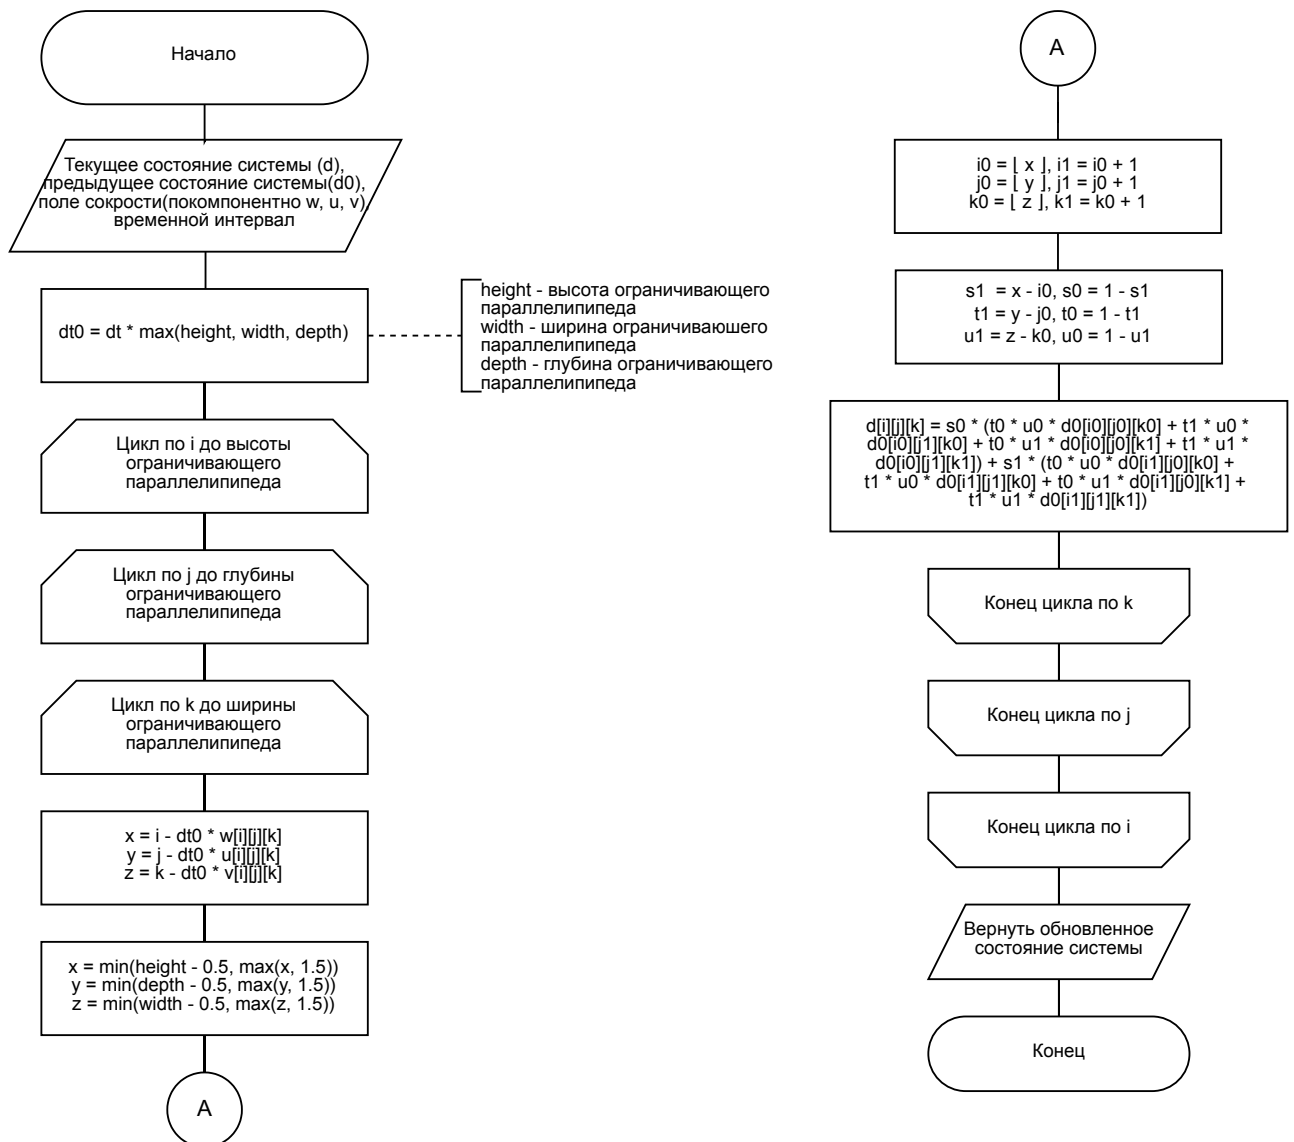 Начало
Текущее состояние системы (d),
предыдущее состояние системы(d0),
поле сокрости(покомпонентно w, u, v),
временной интервал
dt0 = dt * max(height, width, depth)
height - высота ограничивающего
параллелипипеда
width - ширина ограничиваюшего
параллелипипеда
depth - глубина ограничивающего
параллелипипеда
Цикл по i до высоты
ограничивающего
параллелипипеда
Цикл по j до глубины
ограничивающего
параллелипипеда
Цикл по k до ширины
ограничивающего
параллелипипеда
x = i - dt0 * w[i][j][k]
y = j - dt0 * u[i][j][k]
z = k - dt0 * v[i][j][k]
x = min(height - 0.5, max(x, 1.5))
y = min(depth - 0.5, max(y, 1.5))
z = min(width - 0.5, max(z, 1.5))
A
A
i0 = ⌊ x ⌋, i1 = i0 + 1
j0 = ⌊ y ⌋, j1 = j0 + 1
k0 = ⌊ z ⌋, k1 = k0 + 1
s1 = x - i0, s0 = 1 - s1
t1 = y - j0, t0 = 1 - t1
u1 = z - k0, u0 = 1 - u1
d[i][j][k] = s0 * (t0 * u0 * d0[i0][j0][k0] + t1 * u0 *
d0[i0][j1][k0] + t0 * u1 * d0[i0][j0][k1] + t1 * u1 *
d0[i0][j1][k1]) + s1 * (t0 * u0 * d0[i1][j0][k0] +
t1 * u0 * d0[i1][j1][k0] + t0 * u1 * d0[i1][j0][k1] +
t1 * u1 * d0[i1][j1][k1])
Конец цикла по k
Конец цикла по j
Конец цикла по i
Вернуть обновленное
состояние системы
Конец